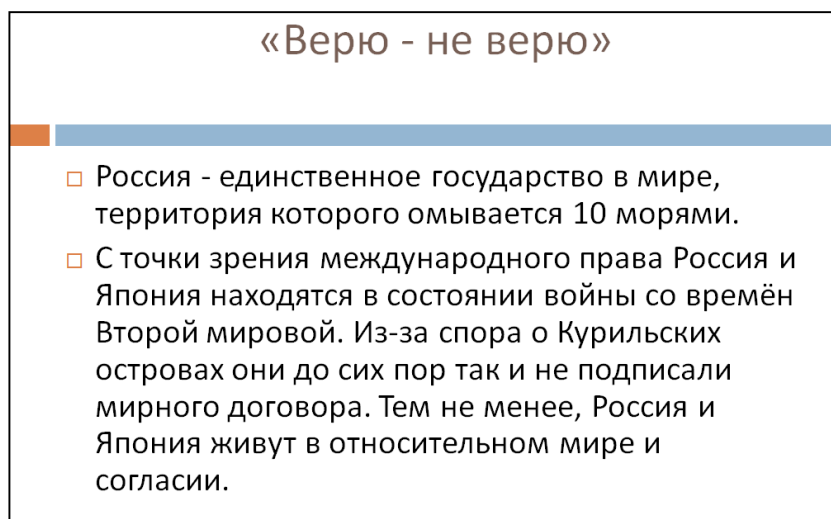 «Верю - не верю»
Россия - единственное государство в мире,
территория которого омывается 10 морями.
С точки зрения международного права Россия и
Япония находятся в состоянии войны со времён
Второй мировой. Из-за спора о Курильских
островах они до сих пор так и не подписали
мирного договора. Тем не менее, Россия и
Япония живут в относительном мире и
согласии.